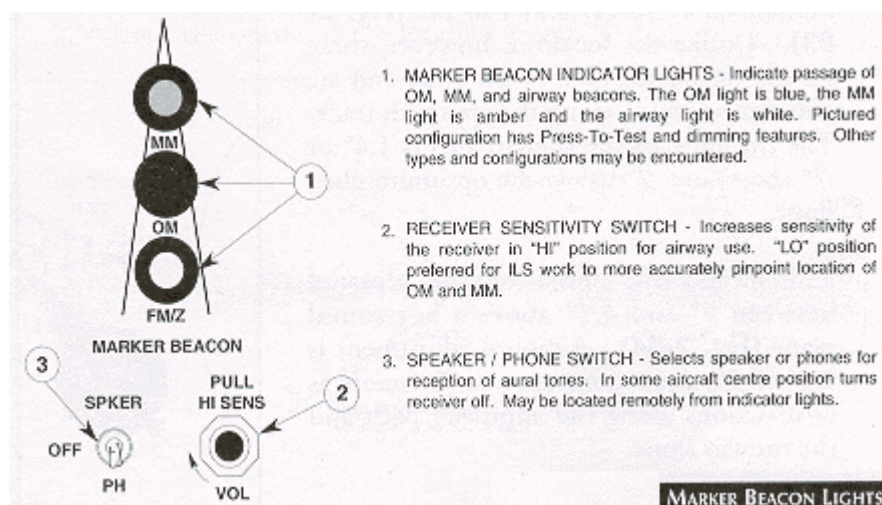 MM
OM
FM/Z
MARKER BEACON
1
2
3
PULL
HI SENS
SPKER
OFF
PH
VOL
1. MARKER BEACON INDICATOR LIGHTS - Indicate passage of
OM, MM, and airway beacons. The OM light is blue, the MM
light is amber and the airway light is white. Pictured
configuration has Press-To-Test and dimming features. Other
types and configurations may be encountered.
2. RECEIVER SENSITIVITY SWITCH - Increases sensitivity of
the receiver in "HI" position for airway use. "LO" position
preferred for ILS work to more accurately pinpoint location of
OM and MM.
3. SPEAKER / PHONE SWITCH - Selects speaker or phones for
reception of aural tones. In some aircraft centre position turns
receiver off. May be located remotely from indicator lights.
MARKER BEACON LIGHTS